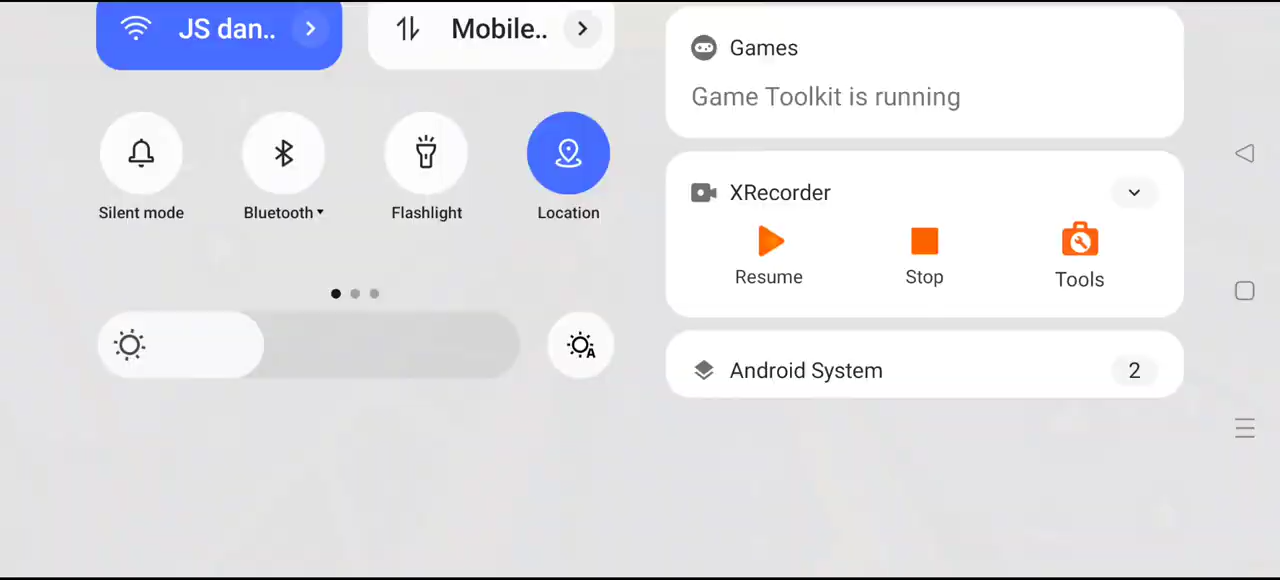 JS dan..
Mobile..
Silent mode
Bluetooth
Flashlight
Location
A
Games
Game Toolkit is running
XRecorder
Resume
Stop
Tools
Android System
2